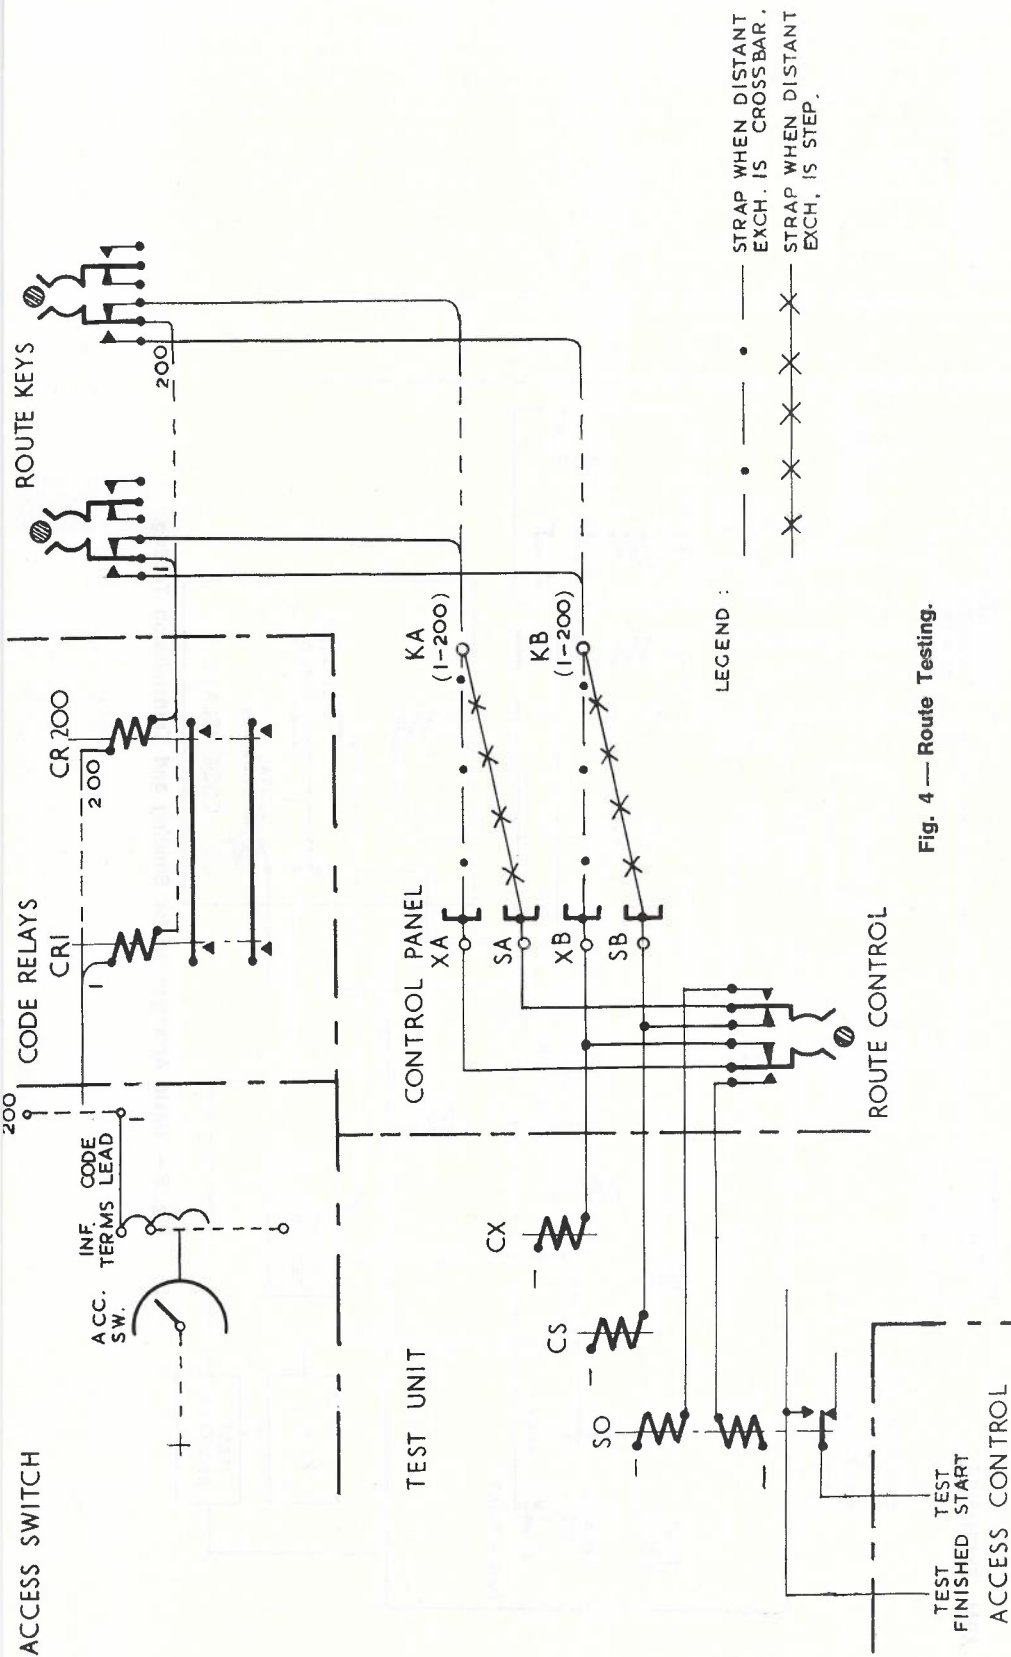 ACCESS SWITCH
ACC.
SW.
INF.
TERMS
CODE
LEAD
200
1
CODE RELAYS
1
CR1
200
CR 200
ROUTE KEYS
1
200
+
TEST UNIT
CONTROL PANEL
XA
SA
XB
SB
KA
(1-200)
KB
(1-200)
CX
–
CS
–
SO
–
–
ROUTE CONTROL
LEGEND :
STRAP WHEN DISTANT
EXCH. IS CROSSBAR.
STRAP WHEN DISTANT
EXCH, IS STEP.
TEST
FINISHED
TEST
START
ACCESS CONTROL
Fig. 4 — Route Testing.